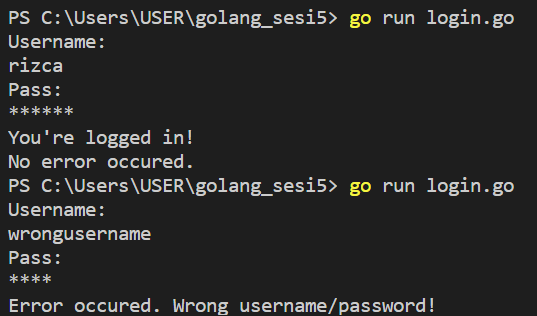 PS C:\Users\USER\golang_sesi5> go run login.go
Username:
rizca
Pass:
******
You're logged in!
No error occured.
PS C:\Users\USER\golang_sesi5> go run login.go
Username:
wrongusername
Pass:
****
Error occured. Wrong username/password!